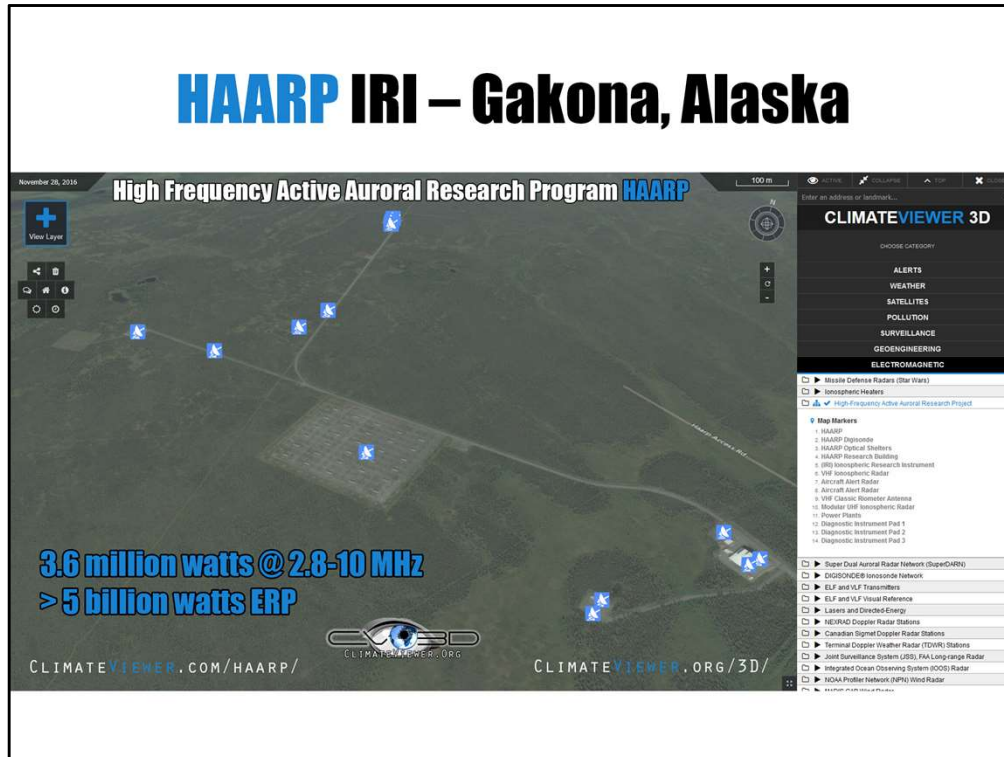 HAARP IRI – Gakona, Alaska
November 28, 2016
High Frequency Active Auroral Research Program HAARP
100 m
View Layer
N
Haarp Access Rd
3.6 million watts @ 2.8-10 MHz
> 5 billion watts ERP
CV3D
CLIMATEVIEWER.ORG
CLIMATEVIEWER.COM/HAARP/
CLIMATEVIEWER.ORG/3D/
ACTIVE
COLLAPSE
TOP
Enter an address or landmark...
CLIMATEVIEWER 3D
CHOOSE CATEGORY
ALERTS
WEATHER
SATELLITES
POLLUTION
SURVEILLANCE
GEOENGINEERING
ELECTROMAGNETIC
Missile Defense Radars (Star Wars)
Ionospheric Heaters
High-Frequency Active Auroral Research Project
Map Markers
1. HAARP
2. HAARP Digisonde
3. HAARP Optical Shelters
4. HAARP Research Building
5. (IRI) Ionospheric Research Instrument
6. VHF Ionospheric Radar
7. Aircraft Alert Radar
8. Aircraft Alert Radar
9. VHF Classic Riometer Antenna
10. Modular UHF Ionospheric Radar
11. Power Plants
12. Diagnostic Instrument Pad 1
13. Diagnostic Instrument Pad 2
14. Diagnostic Instrument Pad 3
Super Dual Auroral Radar Network (SuperDARN)
DIGISONDE® Ionosonde Network
ELF and VLF Transmitters
ELF and VLF Visual Reference
Lasers and Directed-Energy
NEXRAD Doppler Radar Stations
Canadian Sigmet Doppler Radar Stations
Terminal Doppler Weather Radar (TDWR) Stations
Joint Surveillance System (JSS), FAA Long-range Radar
Integrated Ocean Observing System (IOOS) Radar
NOAA Profiler Network (NPN) Wind Radar